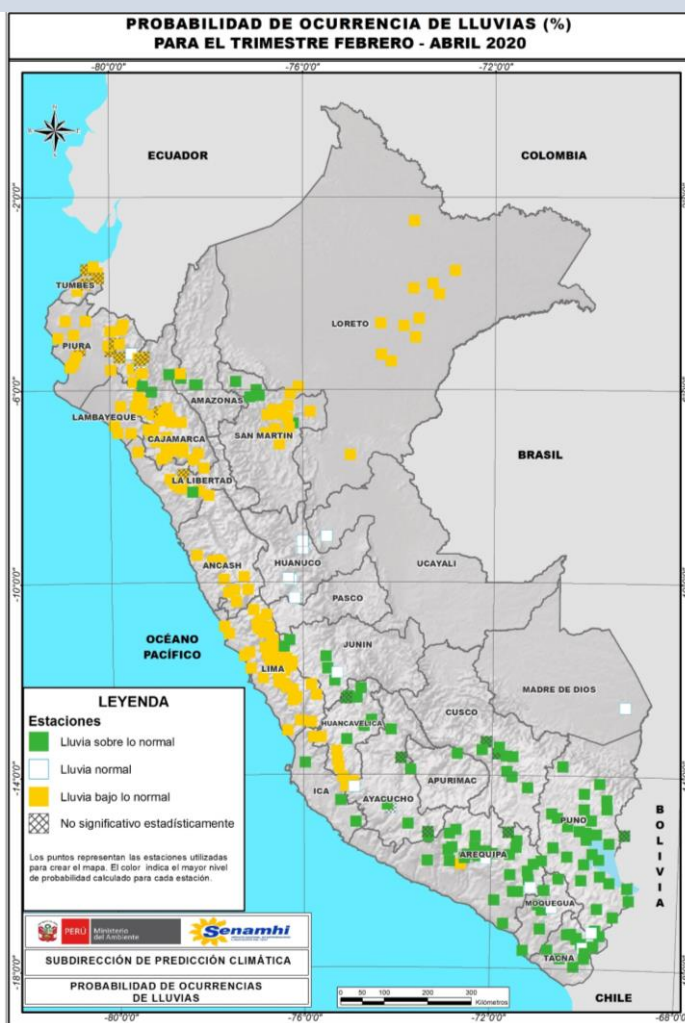 PROBABILIDAD DE OCURRENCIA DE LLUVIAS (%)
PARA EL TRIMESTRE FEBRERO - ABRIL 2020
-80°0'0"
-76°0'0"
-72°0'0"
ECUADOR
COLOMBIA
-2°0'0"
TUMBES
LORETO
PIURA
-6°0'0"
AMAZONAS
LAMBAYEQUE
CAJAMARCA
SAN MARTIN
BRASIL
LA LIBERTAD
ANCASH
HUANUCO
UCAYALI
-10°0'0"
PASCO
OCÉANO
PACÍFICO
JUNIN
LIMA
MADRE DE DIOS
CUSCO
HUANCAVELICA
LEYENDA
Estaciones
Lluvia sobre lo normal
Lluvia normal
Lluvia bajo lo normal
No significativo estadísticamente
Los puntos representan las estaciones utilizadas
para crear el mapa. El color indica el mayor nivel
de probabilidad calculado para cada estación.
-14°0'0"
APURIMAC
ICA
AYACUCHO
PUNO
BOLIVIA
AREQUIPA
MOQUEGUA
TACNA
PERÚ
Ministerio
del Ambiente
Senamhi
SUBDIRECCIÓN DE PREDICCIÓN CLIMÁTICA
PROBABILIDAD DE OCURRENCIAS
DE LLUVIAS
-18°0'0"
0 50 100 200 300
Kilómetros
CHILE
-80°0'0"
-76°0'0"
-72°0'0"
-68°0'0"